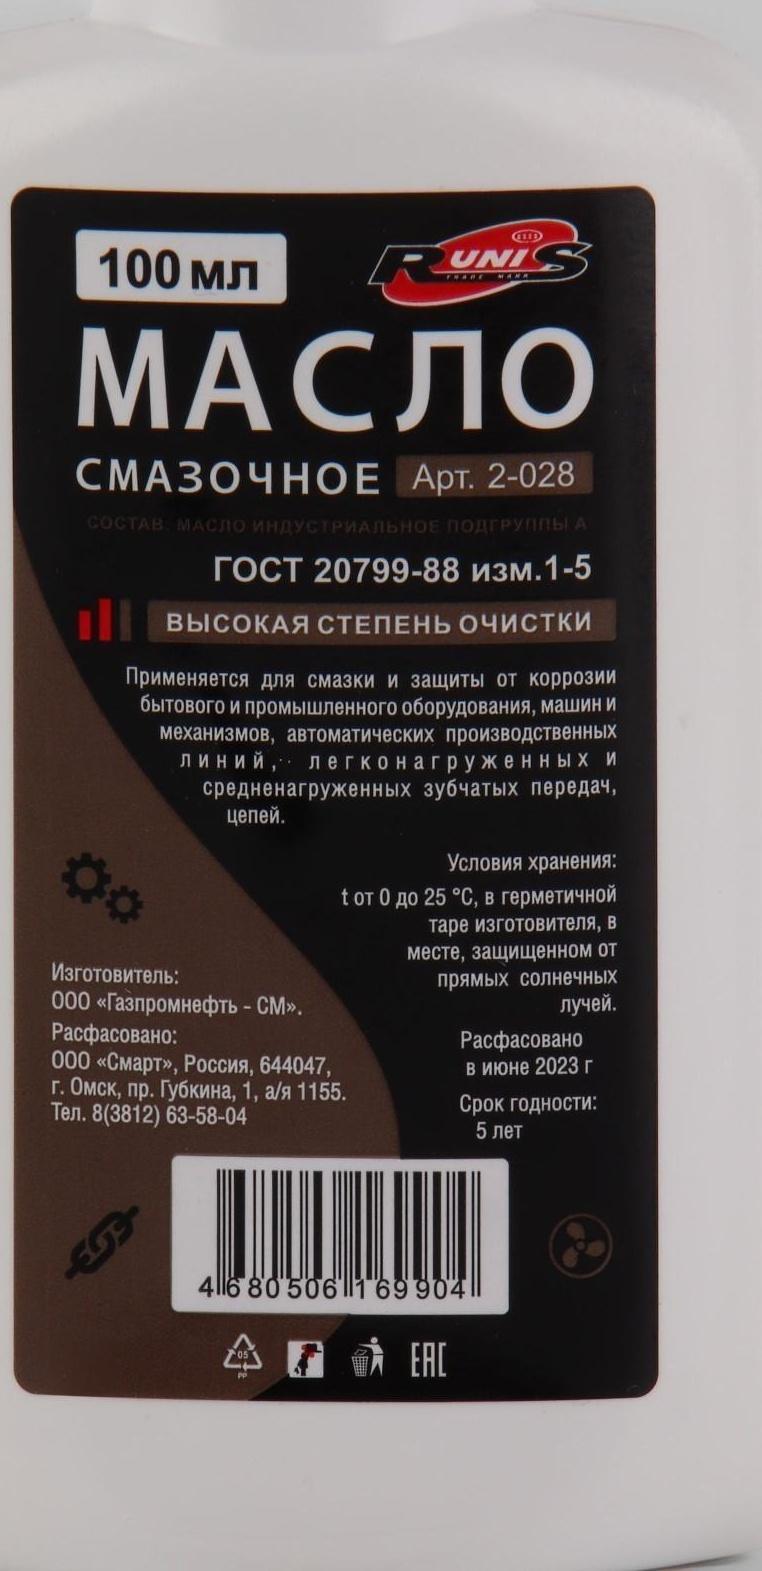 100 мл
RUNIS
TRADE MARK
МАСЛО
СМАЗОЧНОЕ Арт. 2-028
СОСТАВ: МАСЛО ИНДУСТРИАЛЬНОЕ ПОДГРУППЫ А
ГОСТ 20799-88 изм.1-5
ВЫСОКАЯ СТЕПЕНЬ ОЧИСТКИ
Применяется для смазки и защиты от коррозии
бытового и промышленного оборудования, машин и
механизмов, автоматических производственных
линий, легконагруженных и
средненагруженных зубчатых передач,
цепей.
Условия хранения:
t от 0 до 25 °С, в герметичной
таре изготовителя, в
месте, защищенном от
прямых солнечных
лучей.
Расфасовано
в июне 2023 г
Срок годности:
5 лет
Изготовитель:
ООО «Газпромнефть - СМ».
Расфасовано:
ООО «Смарт», Россия, 644047,
г. Омск, пр. Губкина, 1, а/я 1155.
Тел. 8(3812) 63-58-04
4 680506 169904
05
PP
EAC